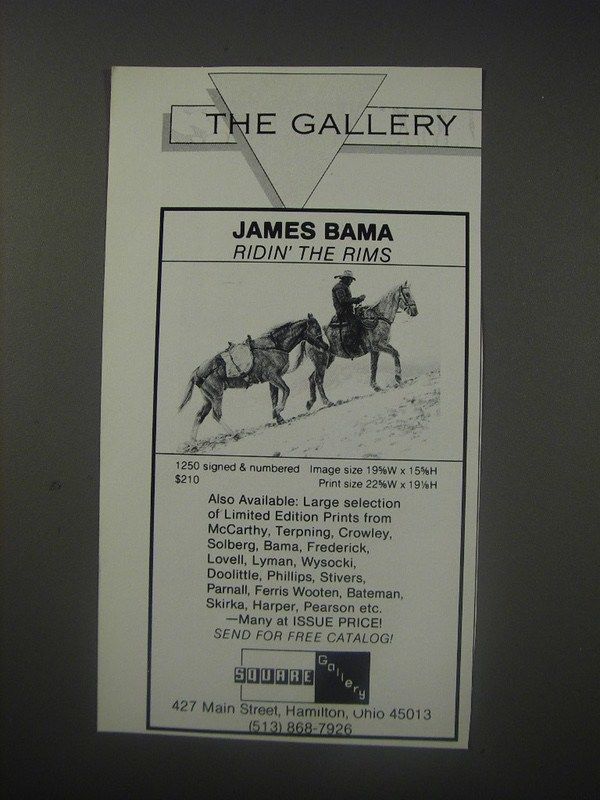 THE GALLERY
JAMES BAMA
RIDIN' THE RIMS
1250 signed & numbered Image size 19⅝W x 15⅝H
$210 Print size 22⅝W x 19⅛H
Also Available: Large selection
of Limited Edition Prints from
McCarthy, Terpning, Crowley,
Solberg, Bama, Frederick,
Lovell, Lyman, Wysocki,
Doolittle, Phillips, Stivers,
Parnall, Ferris Wooten, Bateman,
Skirka, Harper, Pearson etc.
—Many at ISSUE PRICE!
SEND FOR FREE CATALOG!
SQUARE Gallery
427 Main Street, Hamilton, Ohio 45013
(513) 868-7926